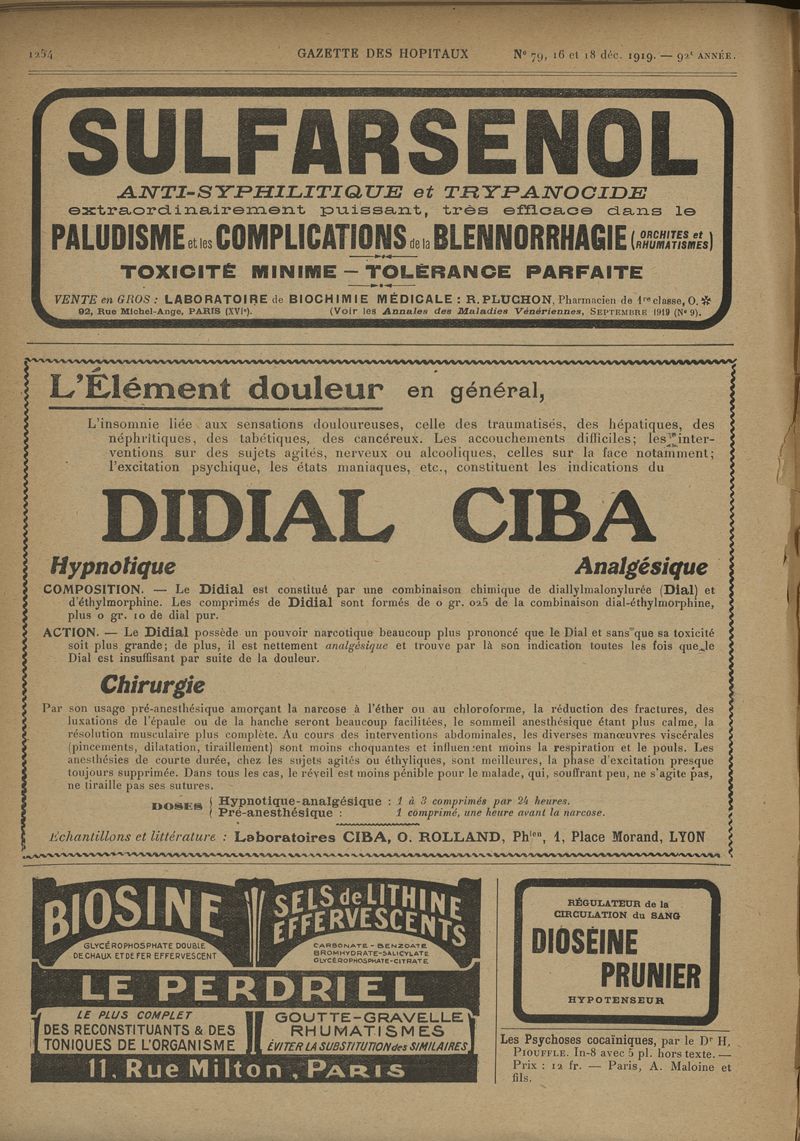 1254 GAZETTE DES HOPITAUX N° 79, 16 et 18 déc. 1919. — 92e ANNÉE.
SULFARSENOL
ANTI-SYPHILITIQUE et TRYPANOCIDE
extraordinairement puissant, très efficace dans le
PALUDISME et les COMPLICATIONS de la BLENNORRHAGIE (ORCHITES et RHUMATISMES)
TOXICITÉ MINIME — TOLÉRANCE PARFAITE
VENTE en GROS : LABORATOIRE de BIOCHIMIE MÉDICALE : R. PLUCHON, Pharmacien de 1re classe, O. ✲
92, Rue Michel-Ange, PARIS (XVIe). (Voir les Annales des Maladies Vénériennes, SEPTEMBRE 1919 (N° 9).
L'Élément douleur en général,
L'insomnie liée aux sensations douloureuses, celle des traumatisés, des hépatiques, des
néphritiques, des tabétiques, des cancéreux. Les accouchements difficiles; les inter-
ventions sur des sujets agités, nerveux ou alcooliques, celles sur la face notamment;
l'excitation psychique, les états maniaques, etc., constituent les indications du
DIDIAL CIBA
Hypnotique Analgésique
COMPOSITION. — Le Didial est constitué par une combinaison chimique de diallylmalonylurée (Dial) et
d'éthylmorphine. Les comprimés de Didial sont formés de 0 gr. 025 de la combinaison dial-éthylmorphine,
plus 0 gr. 10 de dial pur.
ACTION. — Le Didial possède un pouvoir narcotique beaucoup plus prononcé que le Dial et sans que sa toxicité
soit plus grande; de plus, il est nettement analgésique et trouve par là son indication toutes les fois que le
Dial est insuffisant par suite de la douleur.
Chirurgie
Par son usage pré-anesthésique amorçant la narcose à l'éther ou au chloroforme, la réduction des fractures, des
luxations de l'épaule ou de la hanche seront beaucoup facilitées, le sommeil anesthésique étant plus calme, la
résolution musculaire plus complète. Au cours des interventions abdominales, les diverses manœuvres viscérales
(pincements, dilatation, tiraillement) sont moins choquantes et influencent moins la respiration et le pouls. Les
anesthésies de courte durée, chez les sujets agités ou éthyliques, sont meilleures, la phase d'excitation presque
toujours supprimée. Dans tous les cas, le réveil est moins pénible pour le malade, qui, souffrant peu, ne s'agite pas,
ne tiraille pas ses sutures.
DOSES { Hypnotique-analgésique : 1 à 3 comprimés par 24 heures.
{ Pré-anesthésique : 1 comprimé, une heure avant la narcose.
Échantillons et littérature : Laboratoires CIBA, O. ROLLAND, Phien, 1, Place Morand, LYON
BIOSINE
GLYCÉROPHOSPHATE DOUBLE
DE CHAUX ET DE FER EFFERVESCENT
SELS de LITHINE
EFFERVESCENTS
CARBONATE - BENZOATE
BROMHYDRATE-SALICYLATE
GLYCÉROPHOSPHATE-CITRATE
LE PERDRIEL
LE PLUS COMPLET
DES RECONSTITUANTS & DES
TONIQUES DE L'ORGANISME
GOUTTE-GRAVELLE
RHUMATISMES
ÉVITER LA SUBSTITUTION des SIMILAIRES
11, Rue Milton, PARIS
RÉGULATEUR de la
CIRCULATION du SANG
DIOSÉINE
PRUNIER
HYPOTENSEUR
Les Psychoses cocaïniques, par le Dr H.
PIOUFFLE. In-8 avec 5 pl. hors texte. —
Prix : 12 fr. — Paris, A. Maloine et
fils.